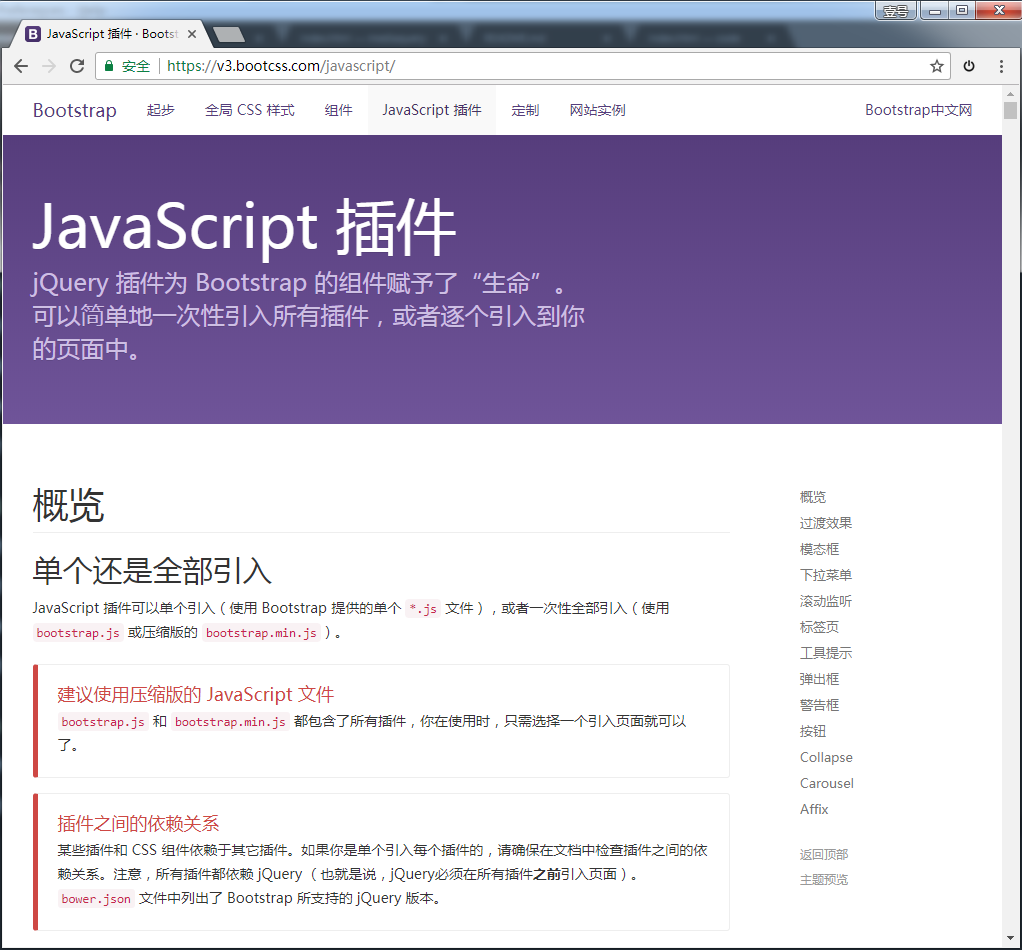 壹号
JavaScript 插件 · Bootst
安全 https://v3.bootcss.com/javascript/
Bootstrap 起步 全局 CSS 样式 组件 JavaScript 插件 定制 网站实例 Bootstrap中文网
JavaScript 插件
jQuery 插件为 Bootstrap 的组件赋予了“生命”。
可以简单地一次性引入所有插件，或者逐个引入到你
的页面中。
概览
单个还是全部引入
JavaScript 插件可以单个引入（使用 Bootstrap 提供的单个 *.js 文件），或者一次性全部引入（使用
bootstrap.js 或压缩版的 bootstrap.min.js ）。
建议使用压缩版的 JavaScript 文件
bootstrap.js 和 bootstrap.min.js 都包含了所有插件，你在使用时，只需选择一个引入页面就可以
了。
插件之间的依赖关系
某些插件和 CSS 组件依赖于其它插件。如果你是单个引入每个插件的，请确保在文档中检查插件之间的依
赖关系。注意，所有插件都依赖 jQuery （也就是说，jQuery必须在所有插件之前引入页面）。
bower.json 文件中列出了 Bootstrap 所支持的 jQuery 版本。
概览
过渡效果
模态框
下拉菜单
滚动监听
标签页
工具提示
弹出框
警告框
按钮
Collapse
Carousel
Affix
返回顶部
主题预览